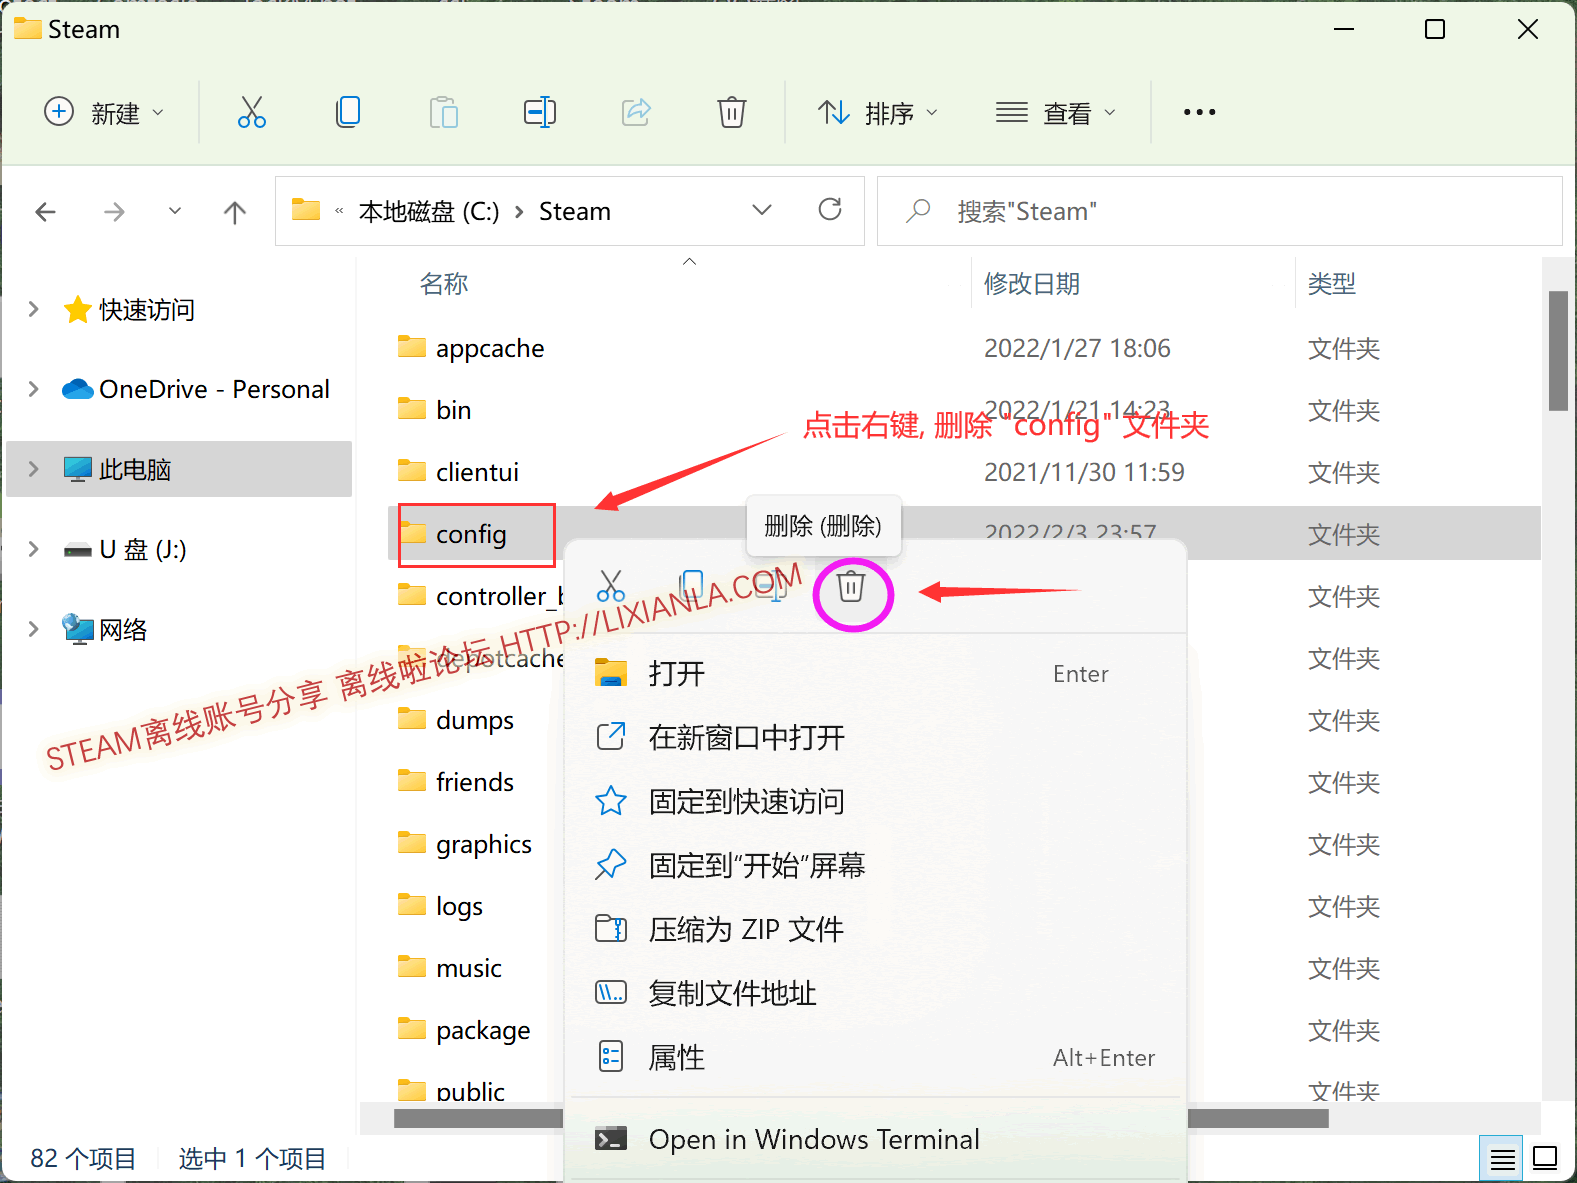 Steam
新建
排序
查看
« 本地磁盘 (C:) › Steam
搜索"Steam"
名称 修改日期 类型
快速访问
OneDrive - Personal
此电脑
U 盘 (J:)
网络
appcache 2022/1/27 18:06 文件夹
bin 2022/1/21 14:23 文件夹
点击右键, 删除 "config" 文件夹
clientui 2021/11/30 11:59 文件夹
config 2022/2/3 23:57 文件夹
删除 (删除)
controller_b 文件夹
depotcache 文件夹
dumps 文件夹
friends 文件夹
graphics 文件夹
logs 文件夹
music 文件夹
package 文件夹
public 文件夹
STEAM离线账号分享 离线啦论坛 HTTP://LIXIANLA.COM
打开 Enter
在新窗口中打开
固定到快速访问
固定到“开始”屏幕
压缩为 ZIP 文件
复制文件地址
属性 Alt+Enter
Open in Windows Terminal
82 个项目 选中 1 个项目